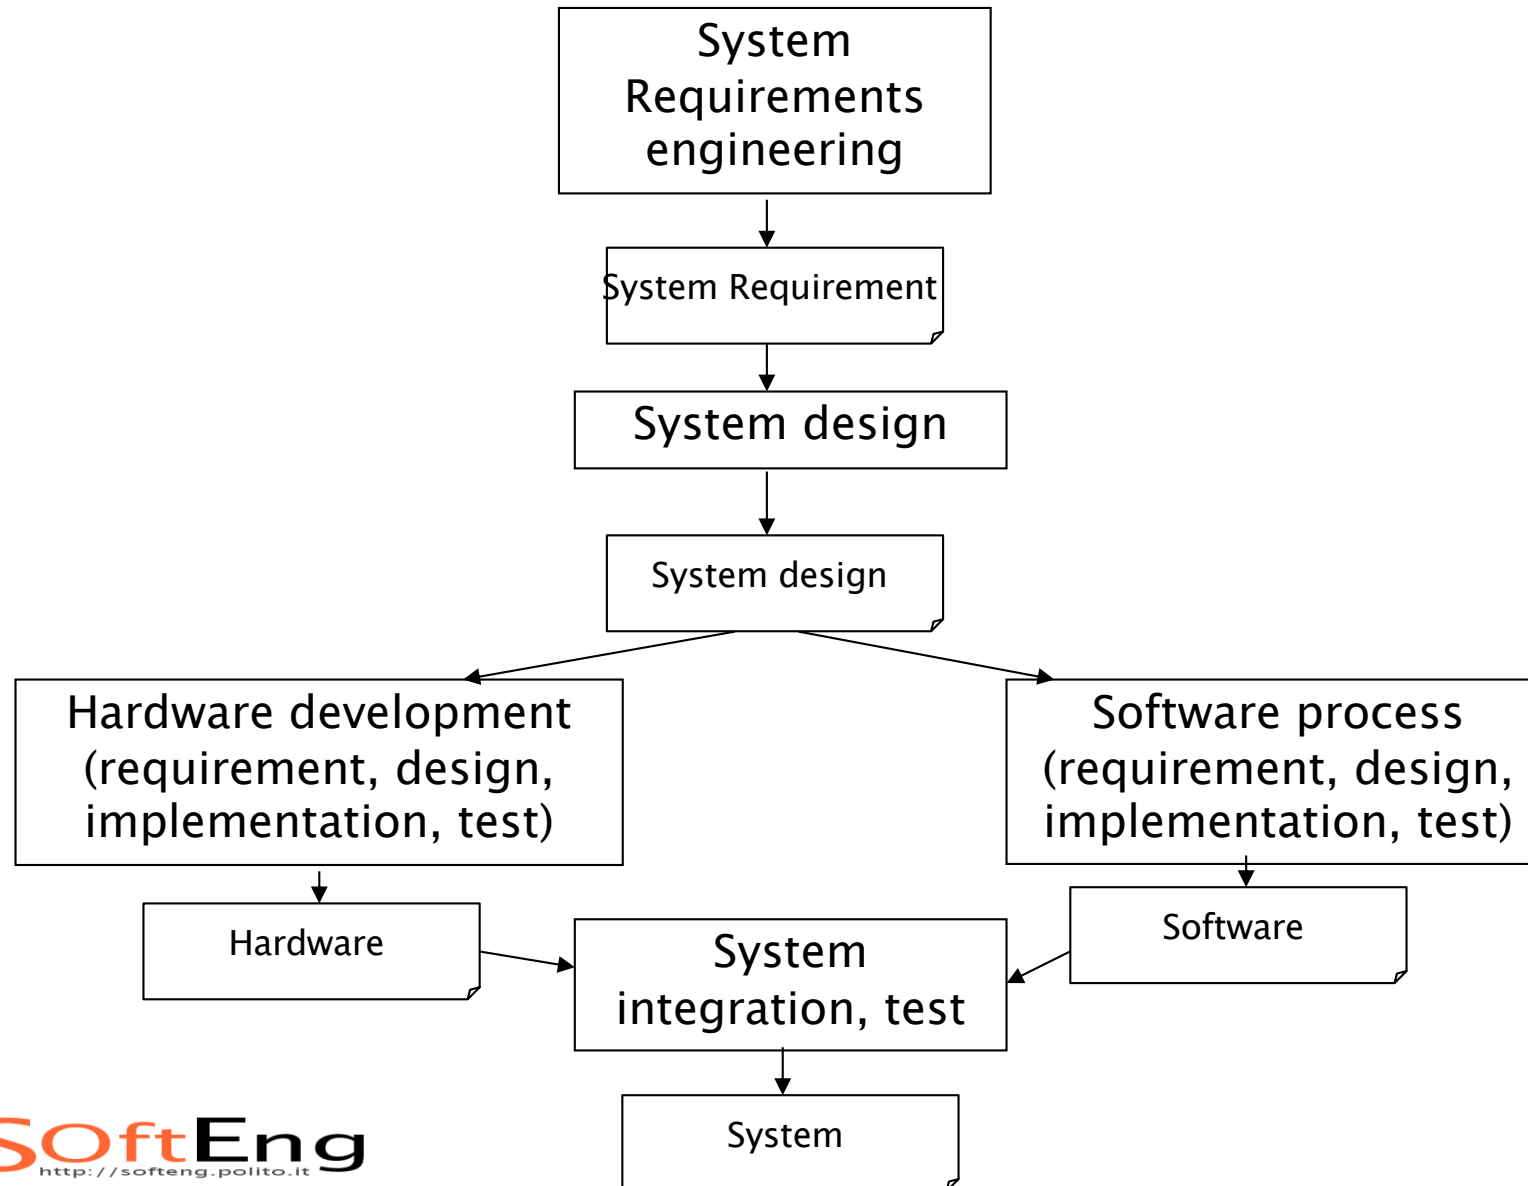 System
Requirements
engineering
System Requirement
System design
System design
Hardware development
(requirement, design,
implementation, test)
Software process
(requirement, design,
implementation, test)
Hardware
System
integration, test
Software
System
SOftEng
http://softeng.polito.it